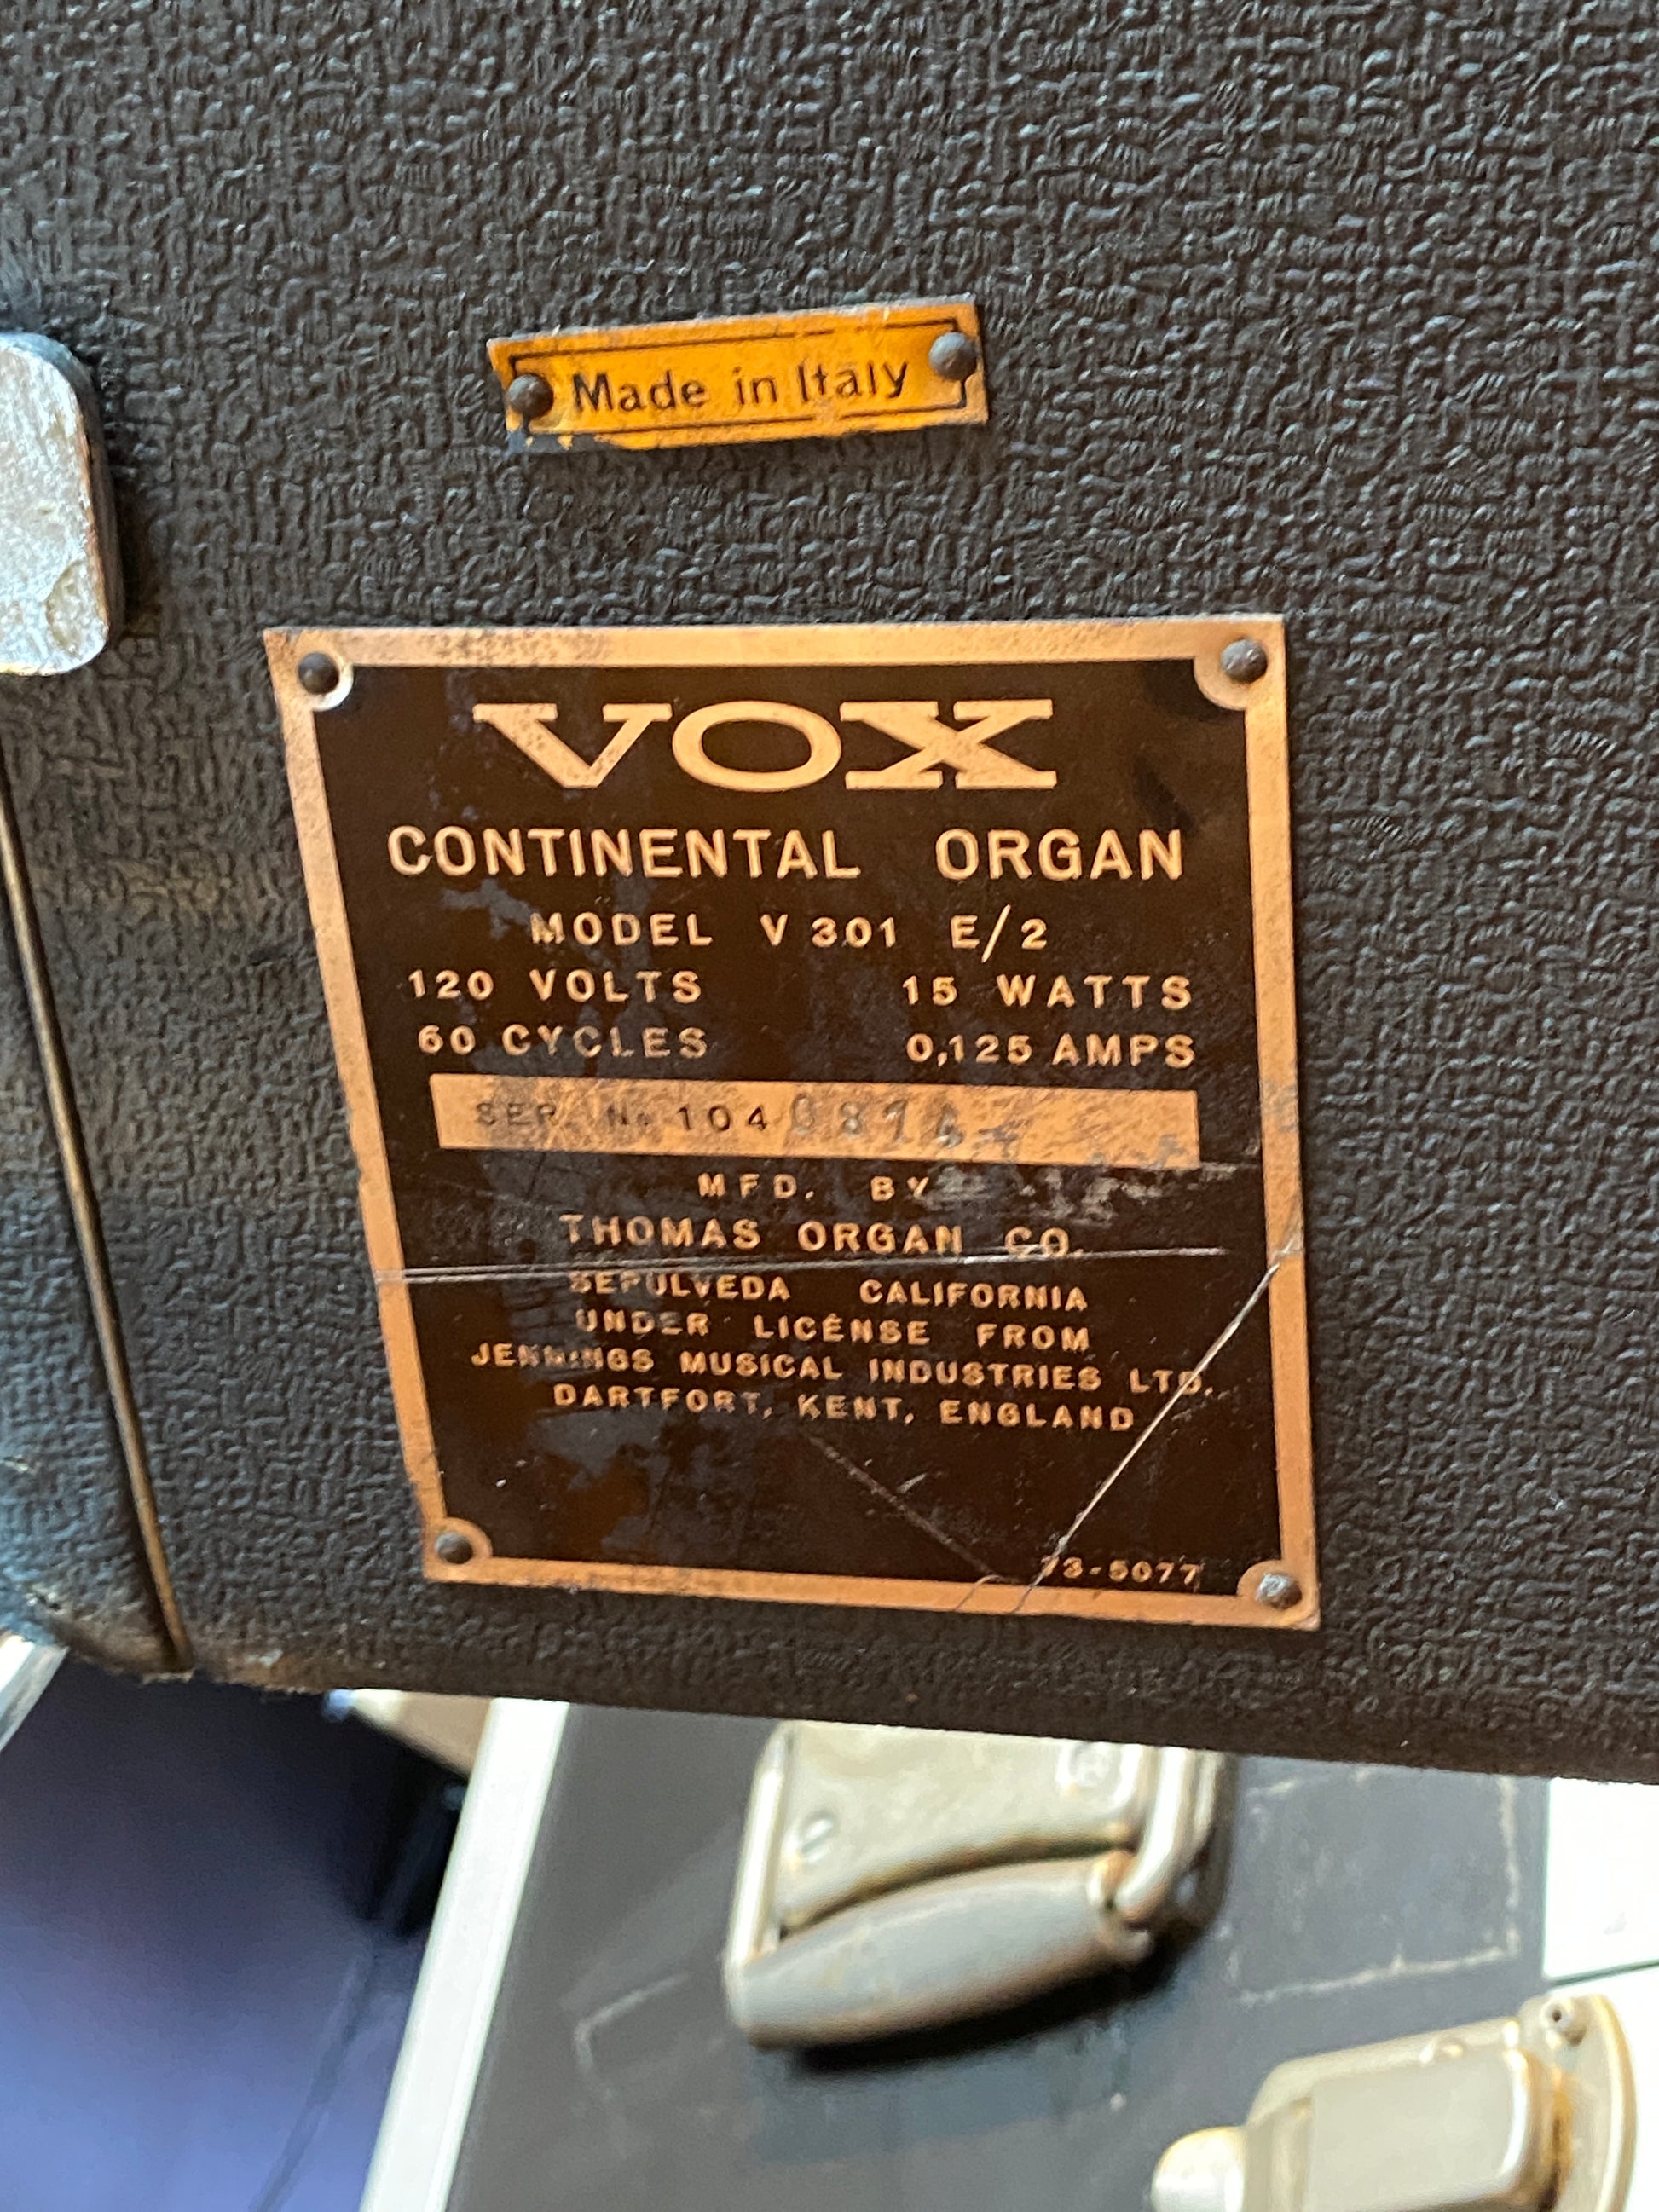 Made in Italy
VOX
CONTINENTAL ORGAN
MODEL V 301 E/2
120 VOLTS 15 WATTS
60 CYCLES 0,125 AMPS
SER. No 104
MFD. BY
THOMAS ORGAN CO.
SEPULVEDA CALIFORNIA
UNDER LICENSE FROM
JENNINGS MUSICAL INDUSTRIES LTD.
DARTFORT, KENT, ENGLAND
73-5077